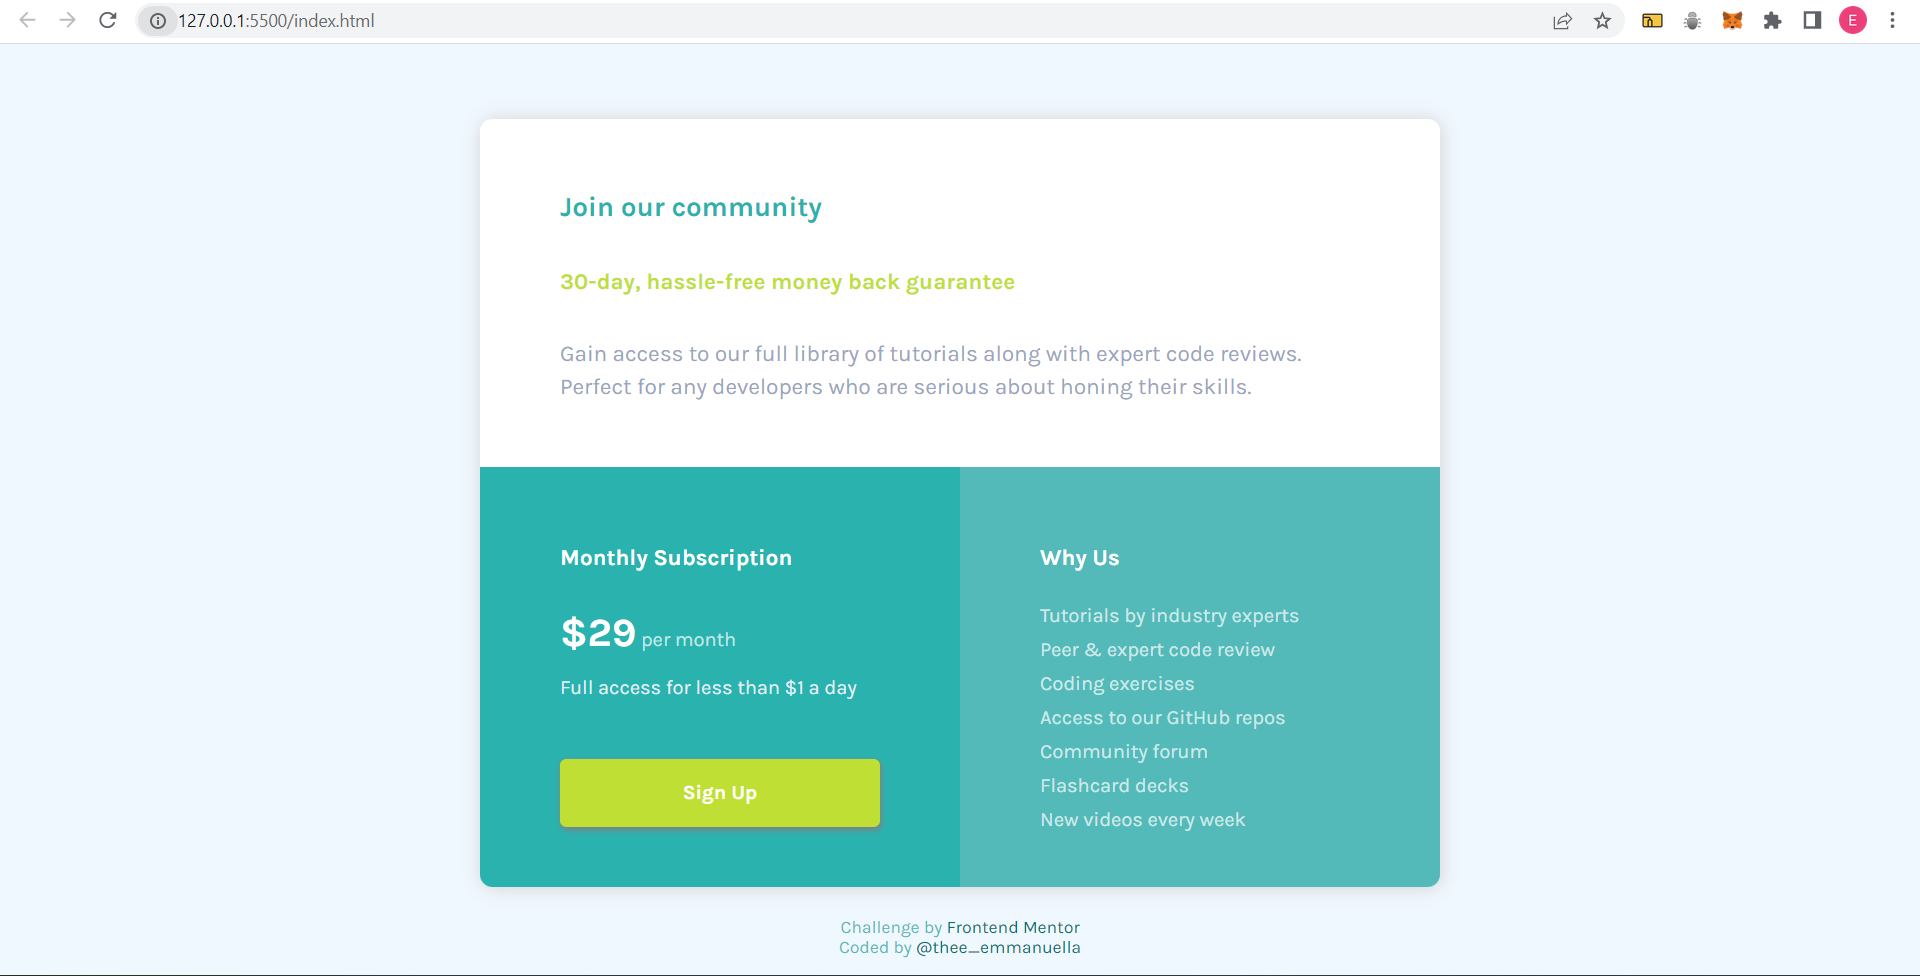 127.0.0.1:5500/index.html
E
Join our community
30-day, hassle-free money back guarantee
Gain access to our full library of tutorials along with expert code reviews.
Perfect for any developers who are serious about honing their skills.
Monthly Subscription
$29 per month
Full access for less than $1 a day
Sign Up
Why Us
Tutorials by industry experts
Peer & expert code review
Coding exercises
Access to our GitHub repos
Community forum
Flashcard decks
New videos every week
Challenge by Frontend Mentor
Coded by @thee_emmanuella